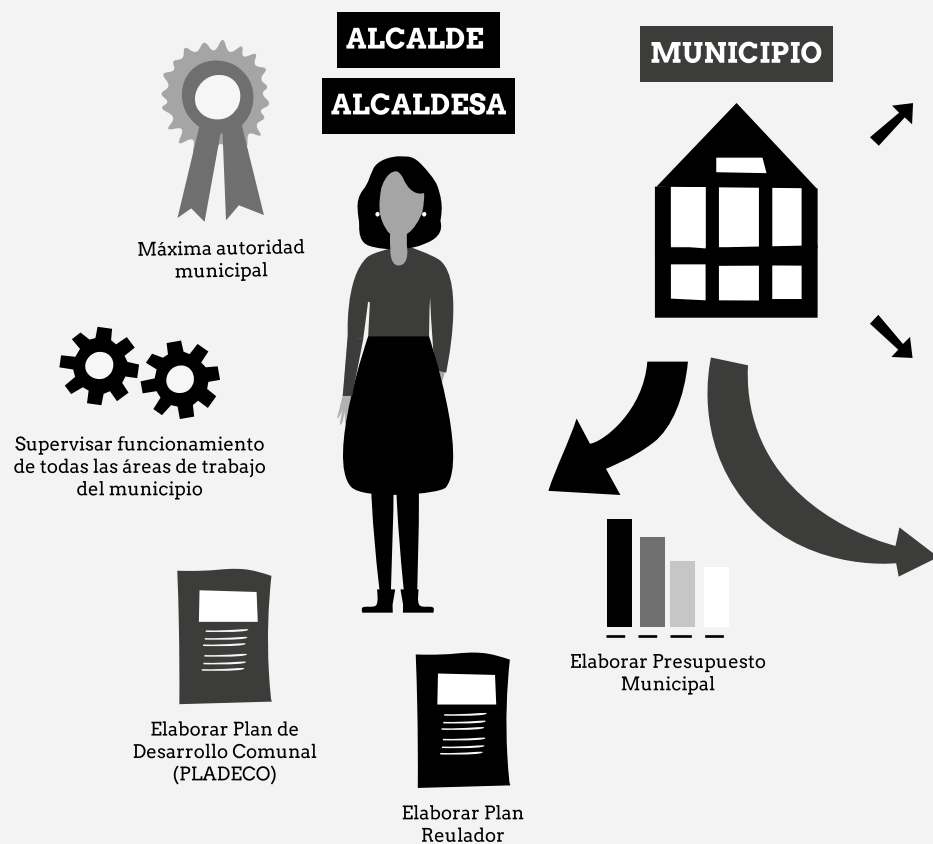 ALCALDE
ALCALDESA
MUNICIPIO
Máxima autoridad
municipal
Supervisar funcionamiento
de todas las áreas de trabajo
del municipio
Elaborar Presupuesto
Municipal
Elaborar Plan de
Desarrollo Comunal
(PLADECO)
Elaborar Plan
Reulador